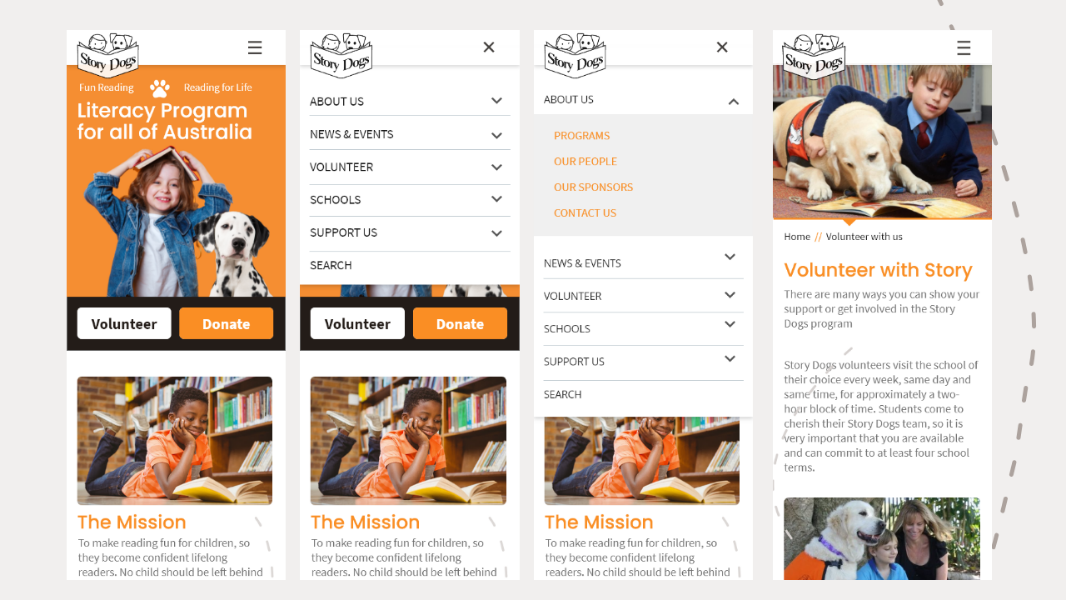 Story Dogs
Fun Reading
Reading for Life
Literacy Program
for all of Australia
Volunteer
Donate
The Mission
To make reading fun for children, so
they become confident lifelong
readers. No child should be left behind
Story Dogs
ABOUT US
NEWS & EVENTS
VOLUNTEER
SCHOOLS
SUPPORT US
SEARCH
Volunteer
Donate
The Mission
To make reading fun for children, so
they become confident lifelong
readers. No child should be left behind
Story Dogs
ABOUT US
PROGRAMS
OUR PEOPLE
OUR SPONSORS
CONTACT US
NEWS & EVENTS
VOLUNTEER
SCHOOLS
SUPPORT US
SEARCH
The Mission
To make reading fun for children, so
they become confident lifelong
readers. No child should be left behind
Story Dogs
Home // Volunteer with us
Volunteer with Story
There are many ways you can show your
support or get involved in the Story
Dogs program
Story Dogs volunteers visit the school of
their choice every week, same day and
same time, for approximately a two-
hour block of time. Students come to
cherish their Story Dogs team, so it is
very important that you are available
and can commit to at least four school
terms.